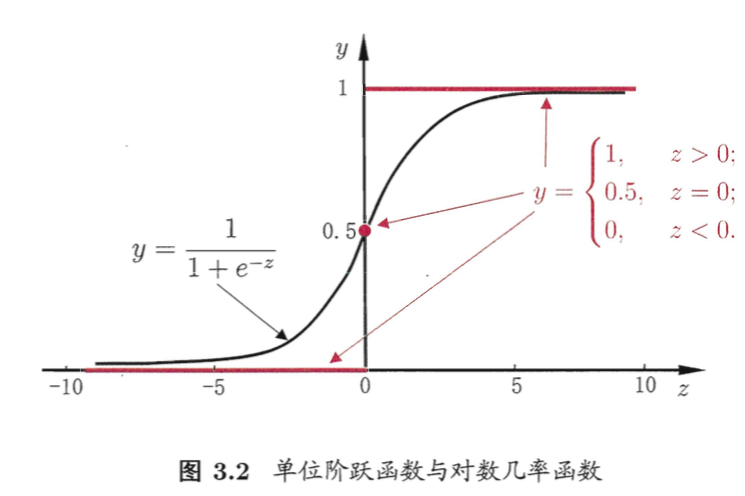 y
1
y = { 1, z > 0;
0.5, z = 0;
0, z < 0.
0.5
y = 1 / (1 + e^{-z})
-10 -5 0 5 10 z
图 3.2 单位阶跃函数与对数几率函数